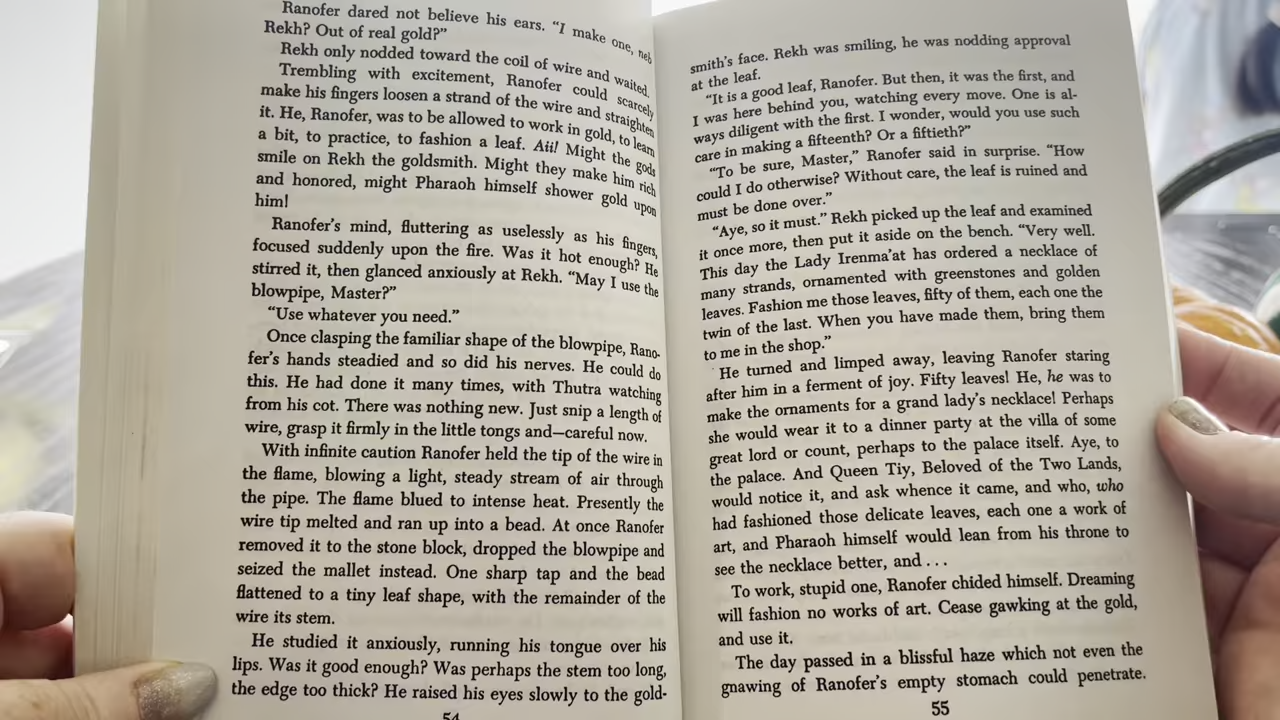 Ranofer dared not believe his ears. “I make one, neb
Rekh? Out of real gold?”
Rekh only nodded toward the coil of wire and waited.
Trembling with excitement, Ranofer could scarcely
make his fingers loosen a strand of the wire and straighten
it. He, Ranofer, was to be allowed to work in gold, to learn
a bit, to practice, to fashion a leaf. Aii! Might the gods
smile on Rekh the goldsmith. Might they make him rich
and honored, might Pharaoh himself shower gold upon
him!
Ranofer’s mind, fluttering as uselessly as his fingers,
focused suddenly upon the fire. Was it hot enough? He
stirred it, then glanced anxiously at Rekh. “May I use the
blowpipe, Master?”
“Use whatever you need.”
Once clasping the familiar shape of the blowpipe, Rano-
fer’s hands steadied and so did his nerves. He could do
this. He had done it many times, with Thutra watching
from his cot. There was nothing new. Just snip a length of
wire, grasp it firmly in the little tongs and—careful now.
With infinite caution Ranofer held the tip of the wire in
the flame, blowing a light, steady stream of air through
the pipe. The flame blued to intense heat. Presently the
wire tip melted and ran up into a bead. At once Ranofer
removed it to the stone block, dropped the blowpipe and
seized the mallet instead. One sharp tap and the bead
flattened to a tiny leaf shape, with the remainder of the
wire its stem.
He studied it anxiously, running his tongue over his
lips. Was it good enough? Was perhaps the stem too long,
the edge too thick? He raised his eyes slowly to the gold-
54
smith’s face. Rekh was smiling, he was nodding approval
at the leaf.
“It is a good leaf, Ranofer. But then, it was the first, and
I was here behind you, watching every move. One is al-
ways diligent with the first. I wonder, would you use such
care in making a fifteenth? Or a fiftieth?”
“To be sure, Master,” Ranofer said in surprise. “How
could I do otherwise? Without care, the leaf is ruined and
must be done over.”
“Aye, so it must.” Rekh picked up the leaf and examined
it once more, then put it aside on the bench. “Very well.
This day the Lady Irenma’at has ordered a necklace of
many strands, ornamented with greenstones and golden
leaves. Fashion me those leaves, fifty of them, each one the
twin of the last. When you have made them, bring them
to me in the shop.”
He turned and limped away, leaving Ranofer staring
after him in a ferment of joy. Fifty leaves! He, he was to
make the ornaments for a grand lady’s necklace! Perhaps
she would wear it to a dinner party at the villa of some
great lord or count, perhaps to the palace itself. Aye, to
the palace. And Queen Tiy, Beloved of the Two Lands,
would notice it, and ask whence it came, and who, who
had fashioned those delicate leaves, each one a work of
art, and Pharaoh himself would lean from his throne to
see the necklace better, and . . .
To work, stupid one, Ranofer chided himself. Dreaming
will fashion no works of art. Cease gawking at the gold,
and use it.
The day passed in a blissful haze which not even the
gnawing of Ranofer’s empty stomach could penetrate.
55